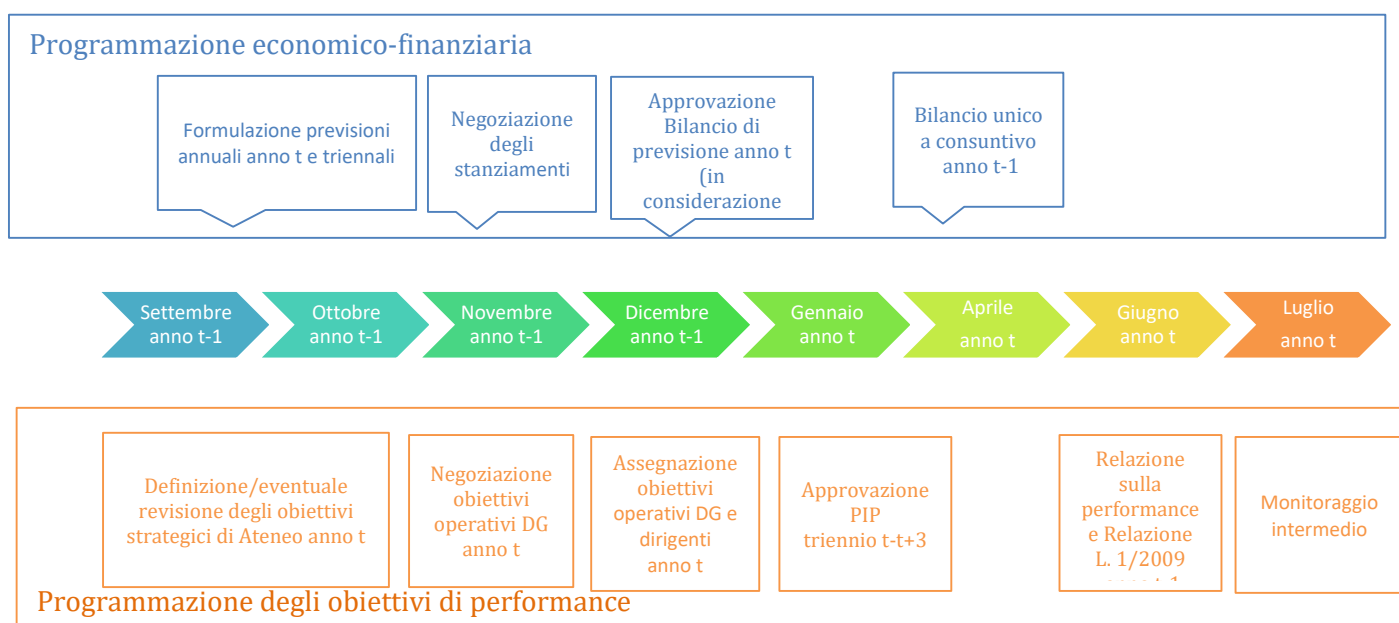 Programmazione economico-finanziaria
Formulazione previsioni
annuali anno t e triennali
Negoziazione
degli
stanziamenti
Approvazione
Bilancio di
previsione anno t
(in
considerazione
Bilancio unico
a consuntivo
anno t-1
Settembre
anno t-1
Ottobre
anno t-1
Novembre
anno t-1
Dicembre
anno t-1
Gennaio
anno t
Aprile
anno t
Giugno
anno t
Luglio
anno t
Definizione/eventuale
revisione degli obiettivi
strategici di Ateneo anno t
Negoziazione
obiettivi
operativi DG
anno t
Assegnazione
obiettivi
operativi DG e
dirigenti
anno t
Approvazione
PIP
triennio t-t+3
Relazione
sulla
performance
e Relazione
L. 1/2009
Monitoraggio
intermedio
Programmazione degli obiettivi di performance